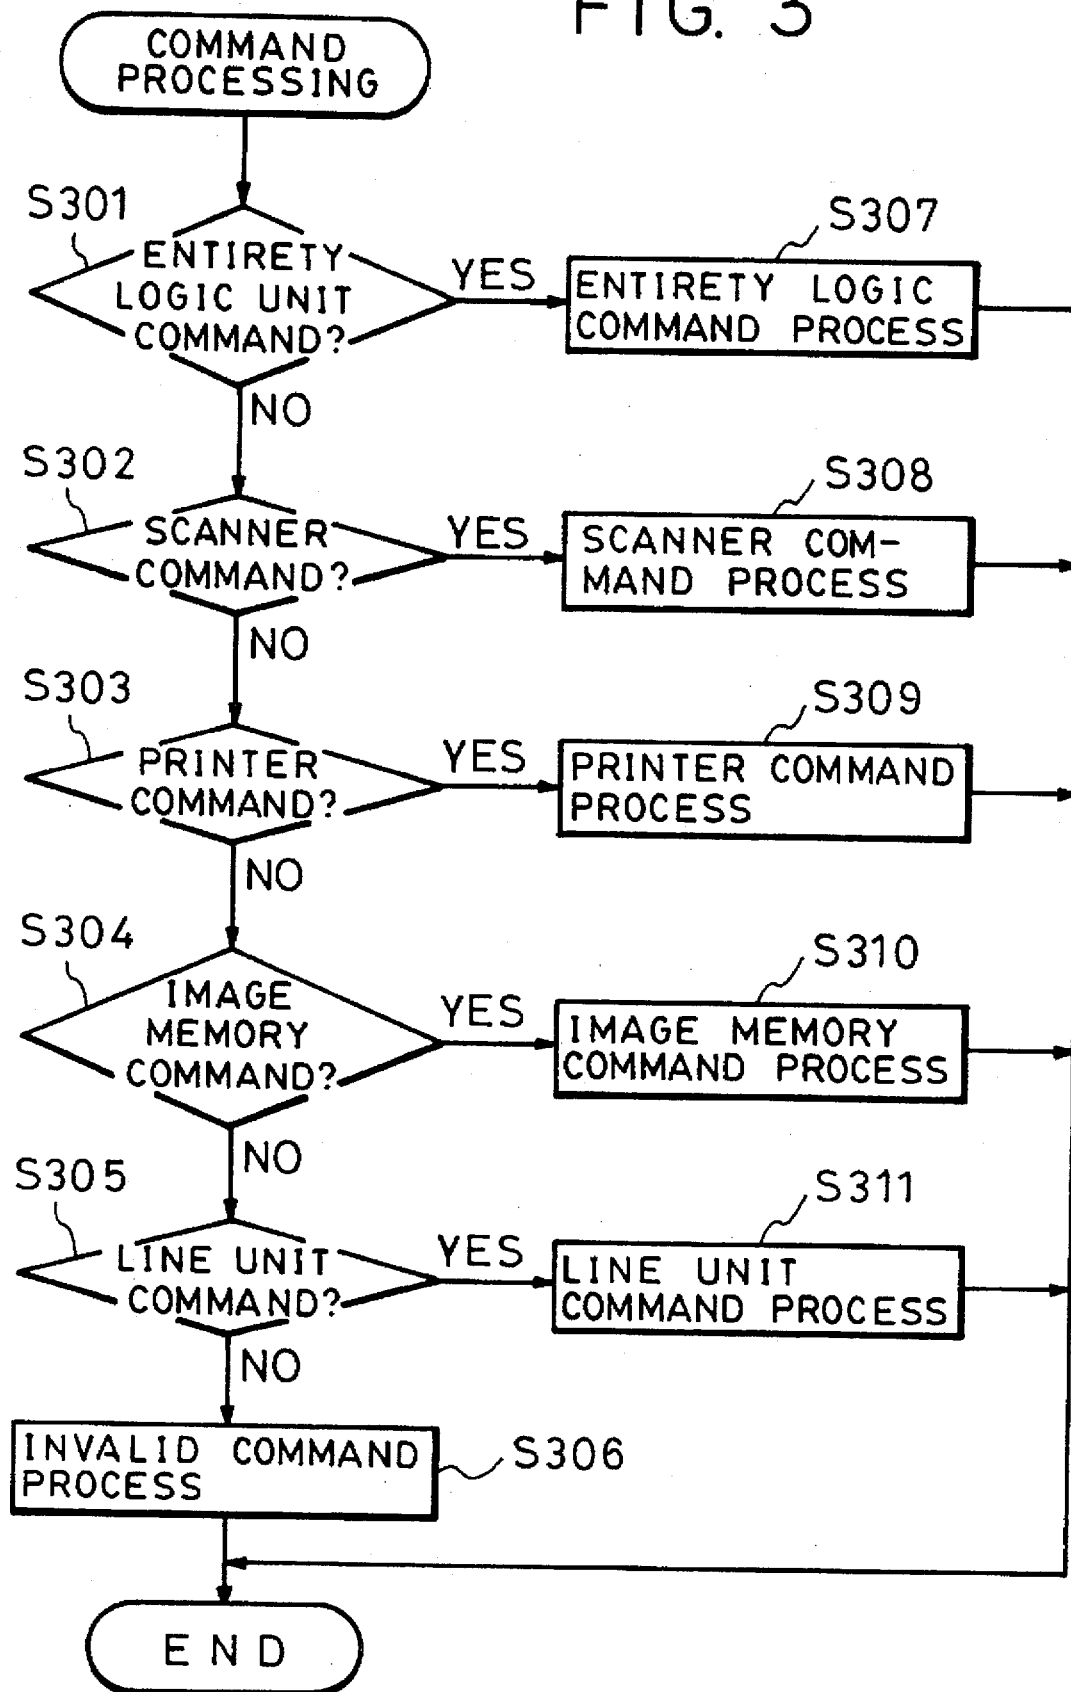 FIG. 3
COMMAND
PROCESSING
S301
ENTIRETY
LOGIC UNIT
COMMAND?
YES
S307
ENTIRETY LOGIC
COMMAND PROCESS
NO
S302
SCANNER
COMMAND?
YES
S308
SCANNER COM-
MAND PROCESS
NO
S303
PRINTER
COMMAND?
YES
S309
PRINTER COMMAND
PROCESS
NO
S304
IMAGE
MEMORY
COMMAND?
YES
S310
IMAGE MEMORY
COMMAND PROCESS
NO
S305
LINE UNIT
COMMAND?
YES
S311
LINE UNIT
COMMAND PROCESS
NO
INVALID COMMAND
PROCESS
S306
END